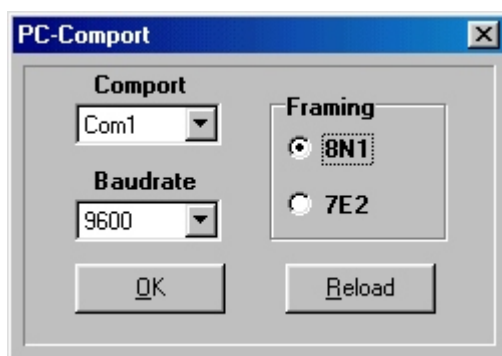 PC-Comport
Comport
Com1
Framing
8N1
Baudrate
7E2
9600
OK
Reload